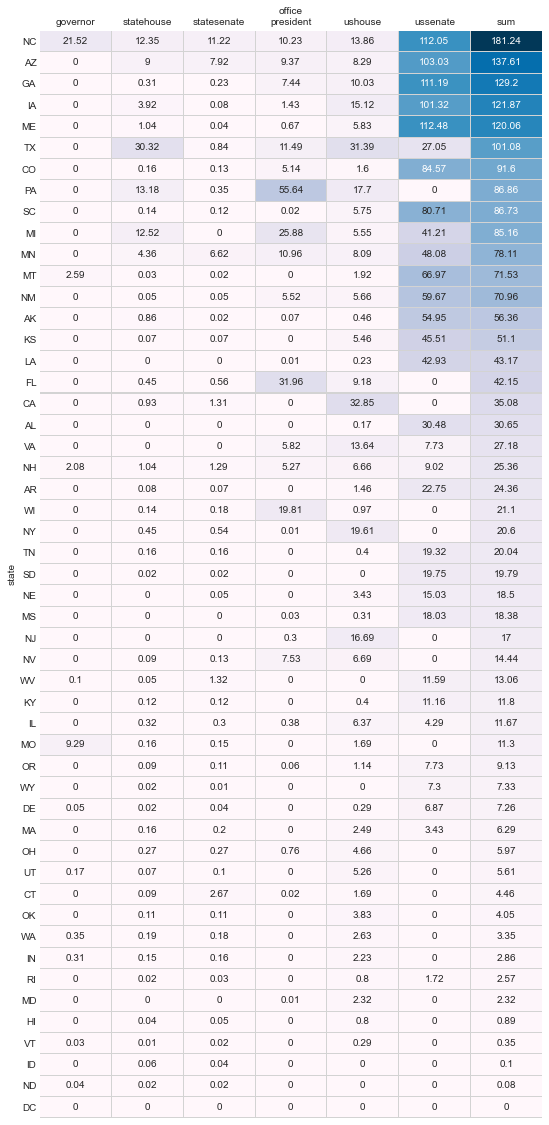 office
governor statehouse statesenate president ushouse ussenate sum
NC 21.52 12.35 11.22 10.23 13.86 112.05 181.24
AZ 0 9 7.92 9.37 8.29 103.03 137.61
GA 0 0.31 0.23 7.44 10.03 111.19 129.2
IA 0 3.92 0.08 1.43 15.12 101.32 121.87
ME 0 1.04 0.04 0.67 5.83 112.48 120.06
TX 0 30.32 0.84 11.49 31.39 27.05 101.08
CO 0 0.16 0.13 5.14 1.6 84.57 91.6
PA 0 13.18 0.35 55.64 17.7 0 86.86
SC 0 0.14 0.12 0.02 5.75 80.71 86.73
MI 0 12.52 0 25.88 5.55 41.21 85.16
MN 0 4.36 6.62 10.96 8.09 48.08 78.11
MT 2.59 0.03 0.02 0 1.92 66.97 71.53
NM 0 0.05 0.05 5.52 5.66 59.67 70.96
AK 0 0.86 0.02 0.07 0.46 54.95 56.36
KS 0 0.07 0.07 0 5.46 45.51 51.1
LA 0 0 0 0.01 0.23 42.93 43.17
FL 0 0.45 0.56 31.96 9.18 0 42.15
CA 0 0.93 1.31 0 32.85 0 35.08
AL 0 0 0 0 0.17 30.48 30.65
VA 0 0 0 5.82 13.64 7.73 27.18
NH 2.08 1.04 1.29 5.27 6.66 9.02 25.36
AR 0 0.08 0.07 0 1.46 22.75 24.36
WI 0 0.14 0.18 19.81 0.97 0 21.1
NY 0 0.45 0.54 0.01 19.61 0 20.6
TN 0 0.16 0.16 0 0.4 19.32 20.04
state
SD 0 0.02 0.02 0 0 19.75 19.79
NE 0 0 0.05 0 3.43 15.03 18.5
MS 0 0 0 0.03 0.31 18.03 18.38
NJ 0 0 0 0.3 16.69 0 17
NV 0 0.09 0.13 7.53 6.69 0 14.44
WV 0.1 0.05 1.32 0 0 11.59 13.06
KY 0 0.12 0.12 0 0.4 11.16 11.8
IL 0 0.32 0.3 0.38 6.37 4.29 11.67
MO 9.29 0.16 0.15 0 1.69 0 11.3
OR 0 0.09 0.11 0.06 1.14 7.73 9.13
WY 0 0.02 0.01 0 0 7.3 7.33
DE 0.05 0.02 0.04 0 0.29 6.87 7.26
MA 0 0.16 0.2 0 2.49 3.43 6.29
OH 0 0.27 0.27 0.76 4.66 0 5.97
UT 0.17 0.07 0.1 0 5.26 0 5.61
CT 0 0.09 2.67 0.02 1.69 0 4.46
OK 0 0.11 0.11 0 3.83 0 4.05
WA 0.35 0.19 0.18 0 2.63 0 3.35
IN 0.31 0.15 0.16 0 2.23 0 2.86
RI 0 0.02 0.03 0 0.8 1.72 2.57
MD 0 0 0 0.01 2.32 0 2.32
HI 0 0.04 0.05 0 0.8 0 0.89
VT 0.03 0.01 0.02 0 0.29 0 0.35
ID 0 0.06 0.04 0 0 0 0.1
ND 0.04 0.02 0.02 0 0 0 0.08
DC 0 0 0 0 0 0 0